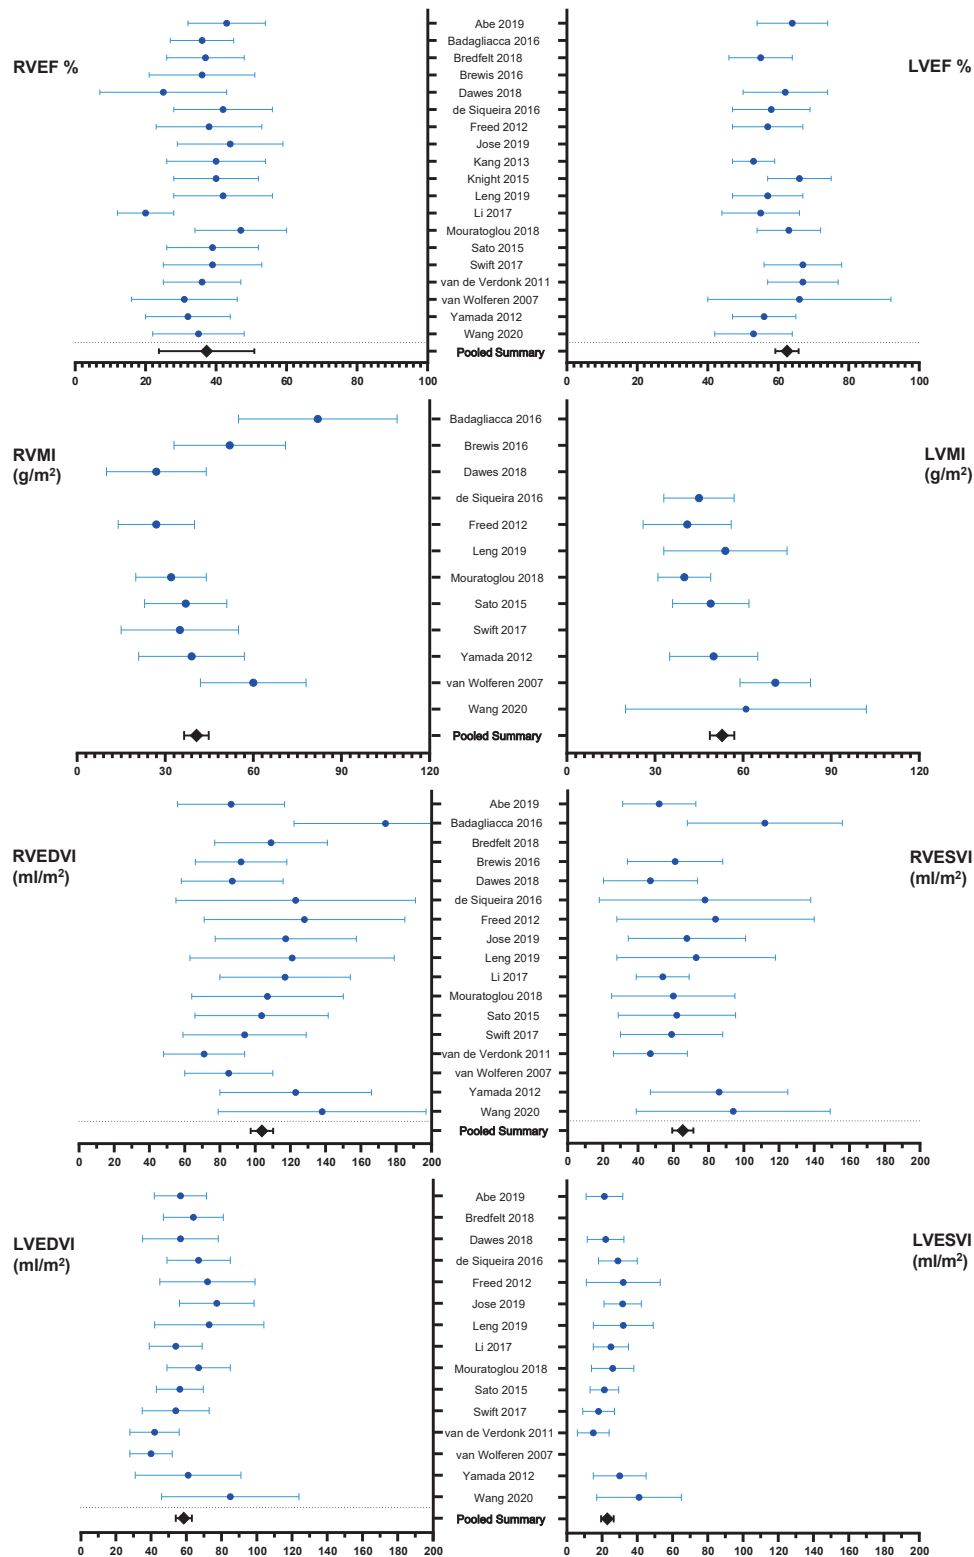 RVEF %
LVEF %
Abe 2019
Badagliacca 2016
Bredfelt 2018
Brewis 2016
Dawes 2018
de Siqueira 2016
Freed 2012
Jose 2019
Kang 2013
Knight 2015
Leng 2019
Li 2017
Mouratoglou 2018
Sato 2015
Swift 2017
van de Verdonk 2011
van Wolferen 2007
Yamada 2012
Wang 2020
Pooled Summary
0 20 40 60 80 100
0 20 40 60 80 100
RVMI
(g/m²)
LVMI
(g/m²)
Badagliacca 2016
Brewis 2016
Dawes 2018
de Siqueira 2016
Freed 2012
Leng 2019
Mouratoglou 2018
Sato 2015
Swift 2017
Yamada 2012
van Wolferen 2007
Wang 2020
Pooled Summary
0 30 60 90 120
0 30 60 90 120
RVEDVI
(ml/m²)
RVESVI
(ml/m²)
Abe 2019
Badagliacca 2016
Bredfelt 2018
Brewis 2016
Dawes 2018
de Siqueira 2016
Freed 2012
Jose 2019
Leng 2019
Li 2017
Mouratoglou 2018
Sato 2015
Swift 2017
van de Verdonk 2011
van Wolferen 2007
Yamada 2012
Wang 2020
Pooled Summary
0 20 40 60 80 100 120 140 160 180 200
0 20 40 60 80 100 120 140 160 180 200
LVEDVI
(ml/m²)
LVESVI
(ml/m²)
Abe 2019
Bredfelt 2018
Dawes 2018
de Siqueira 2016
Freed 2012
Jose 2019
Leng 2019
Li 2017
Mouratoglou 2018
Sato 2015
Swift 2017
van de Verdonk 2011
van Wolferen 2007
Yamada 2012
Wang 2020
Pooled Summary
0 20 40 60 80 100 120 140 160 180 200
0 20 40 60 80 100 120 140 160 180 200